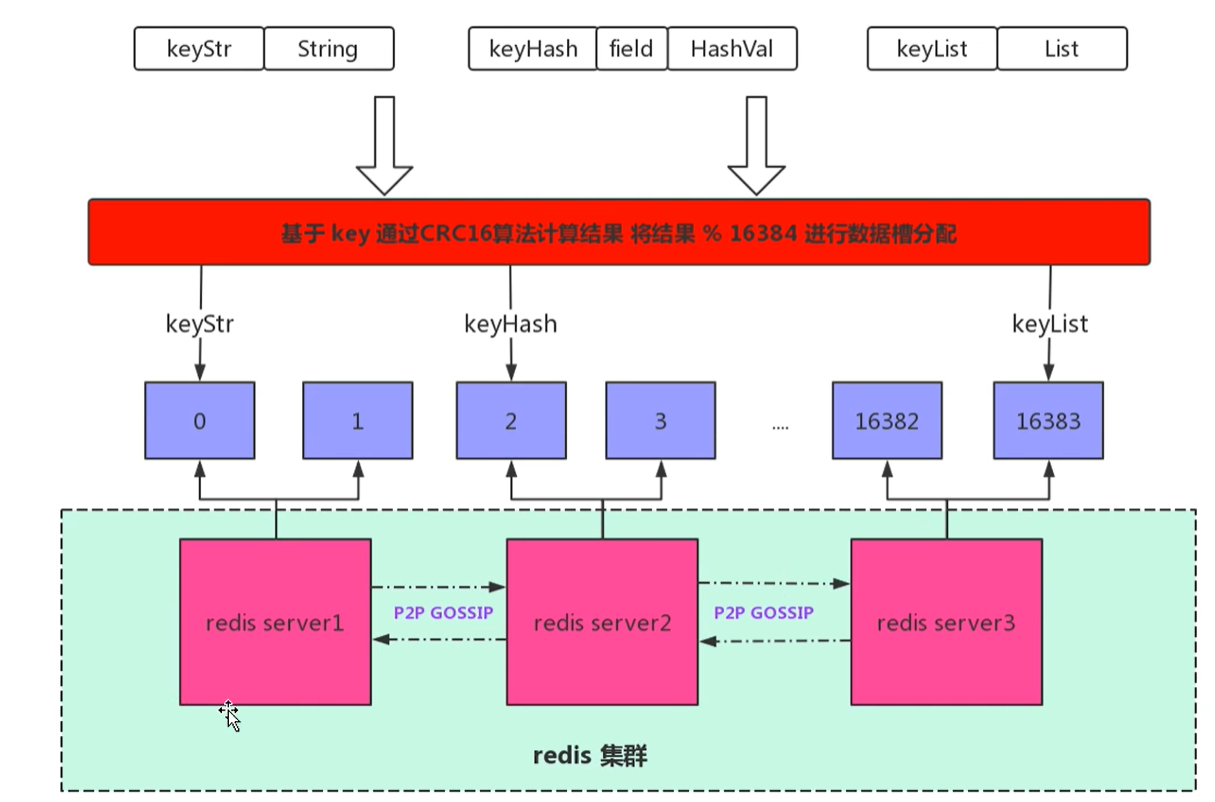 keyStr String keyHash field HashVal keyList List
基于 key 通过CRC16算法计算结果 将结果 % 16384 进行数据槽分配
keyStr keyHash keyList
0 1 2 3 .... 16382 16383
P2P GOSSIP P2P GOSSIP
redis server1 redis server2 redis server3
redis 集群